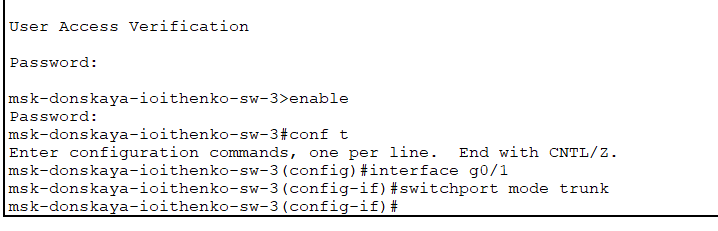 User Access Verification
Password:
msk-donskaya-ioithenko-sw-3>enable
Password:
msk-donskaya-ioithenko-sw-3#conf t
Enter configuration commands, one per line.  End with CNTL/Z.
msk-donskaya-ioithenko-sw-3(config)#interface g0/1
msk-donskaya-ioithenko-sw-3(config-if)#switchport mode trunk
msk-donskaya-ioithenko-sw-3(config-if)#